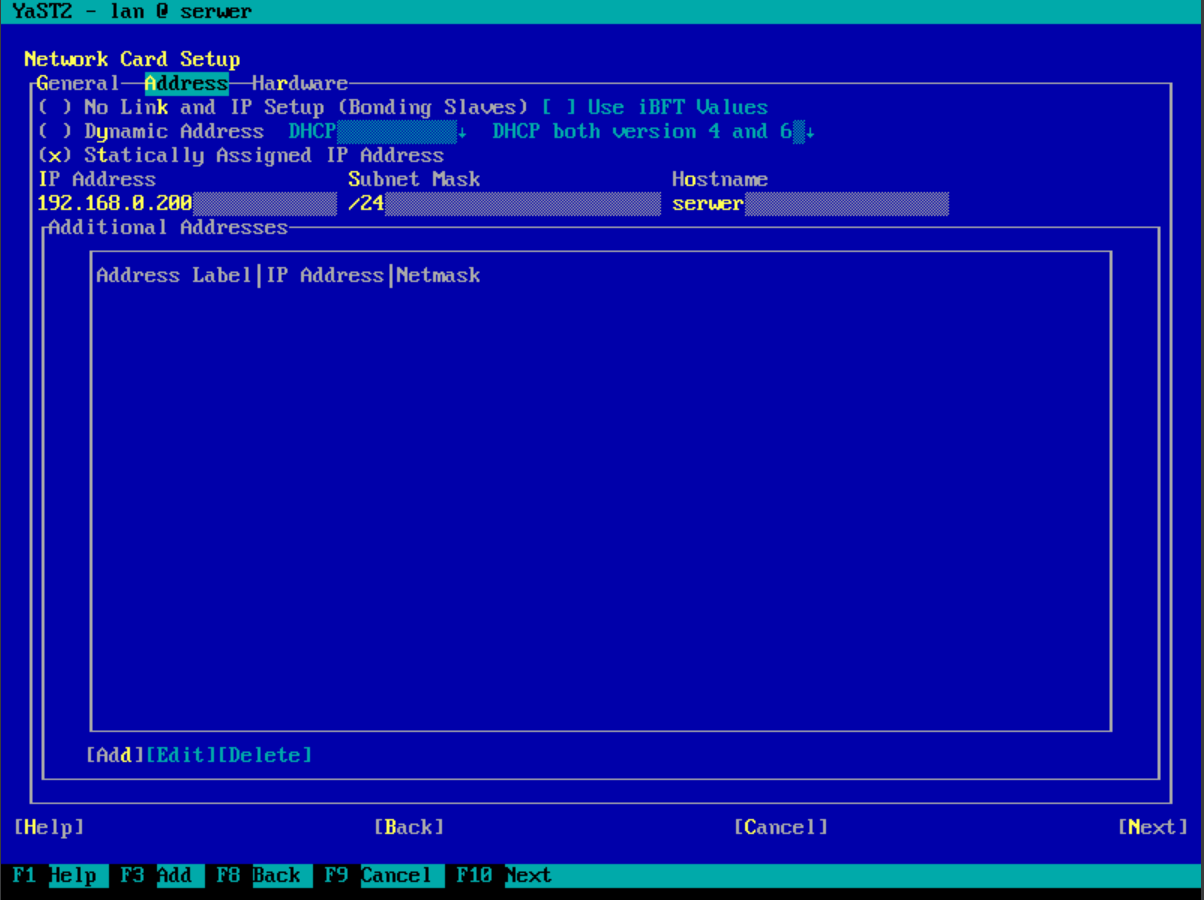 YaST2 - lan @ serwer
Network Card Setup
General Address Hardware
( ) No Link and IP Setup (Bonding Slaves) [ ] Use iBFT Values
( ) Dynamic Address DHCP ↓ DHCP both version 4 and 6 ↓
(x) Statically Assigned IP Address
IP Address Subnet Mask Hostname
192.168.0.200 /24 serwer
Additional Addresses
Address Label|IP Address|Netmask
[Add][Edit][Delete]
[Help] [Back] [Cancel] [Next]
F1 Help F3 Add F8 Back F9 Cancel F10 Next